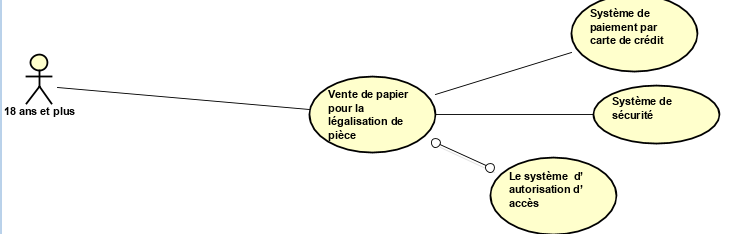 Système de
paiement par
carte de crédit
18 ans et plus
Vente de papier
pour la
légalisation de
pièce
Système de
sécurité
Le système d'
autorisation d'
accès